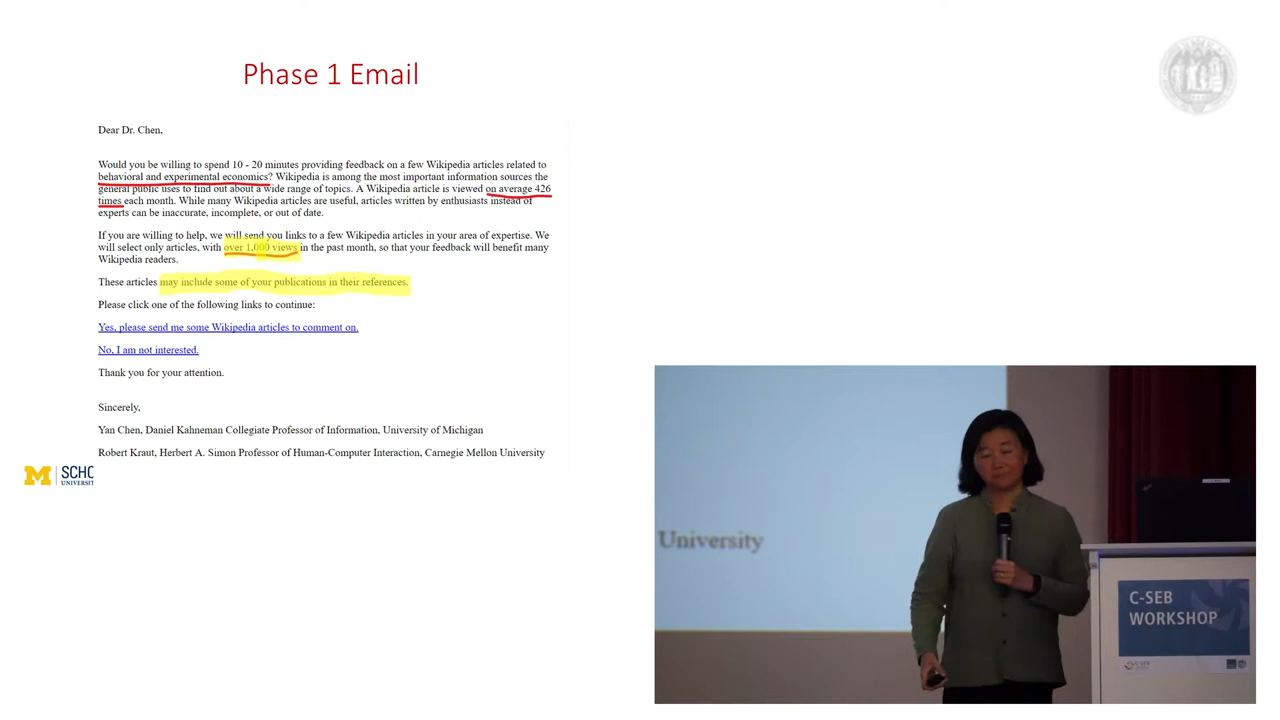 Phase 1 Email
Dear Dr. Chen,
Would you be willing to spend 10 - 20 minutes providing feedback on a few Wikipedia articles related to
behavioral and experimental economics? Wikipedia is among the most important information sources the
general public uses to find out about a wide range of topics. A Wikipedia article is viewed on average 426
times each month. While many Wikipedia articles are useful, articles written by enthusiasts instead of
experts can be inaccurate, incomplete, or out of date.
If you are willing to help, we will send you links to a few Wikipedia articles in your area of expertise. We
will select only articles, with over 1,000 views in the past month, so that your feedback will benefit many
Wikipedia readers.
These articles may include some of your publications in their references.
Please click one of the following links to continue:
Yes, please send me some Wikipedia articles to comment on.
No, I am not interested.
Thank you for your attention.
Sincerely,
Yan Chen, Daniel Kahneman Collegiate Professor of Information, University of Michigan
Robert Kraut, Herbert A. Simon Professor of Human-Computer Interaction, Carnegie Mellon University
M SCHO
UNIVERSIT
University
C-SEB
WORKSHOP
C-SEB